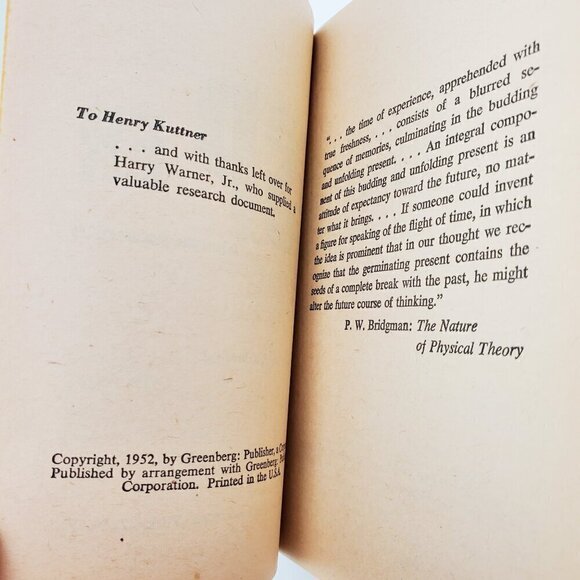 To Henry Kuttner
. . . and with thanks left over for
Harry Warner, Jr., who supplied a
valuable research document.
Copyright, 1952, by Greenberg: Publisher, a
Published by arrangement with Greenberg:
Corporation. Printed in the U.S.A.
". . . the time of experience, apprehended with
true freshness, . . . consists of a blurred se-
quence of memories, culminating in the budding
and unfolding present. . . . An integral compo-
nent of this budding and unfolding present is an
attitude of expectancy toward the future, no mat-
ter what it brings. . . . If someone could invent
a figure for speaking of the flight of time, in which
the idea is prominent that in our thought we rec-
ognize that the germinating present contains the
seeds of a complete break with the past, he might
alter the future course of thinking."
P. W. Bridgman: The Nature
of Physical Theory